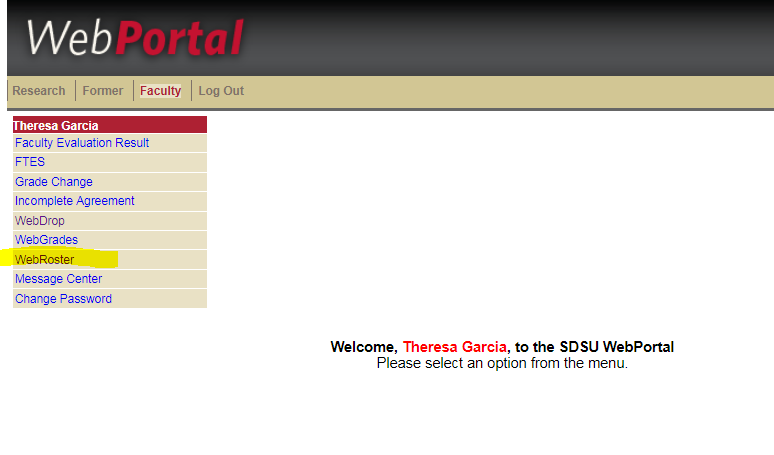 WebPortal
Research Former Faculty Log Out
Theresa Garcia
Faculty Evaluation Result
FTES
Grade Change
Incomplete Agreement
WebDrop
WebGrades
WebRoster
Message Center
Change Password
Welcome, Theresa Garcia, to the SDSU WebPortal
Please select an option from the menu.